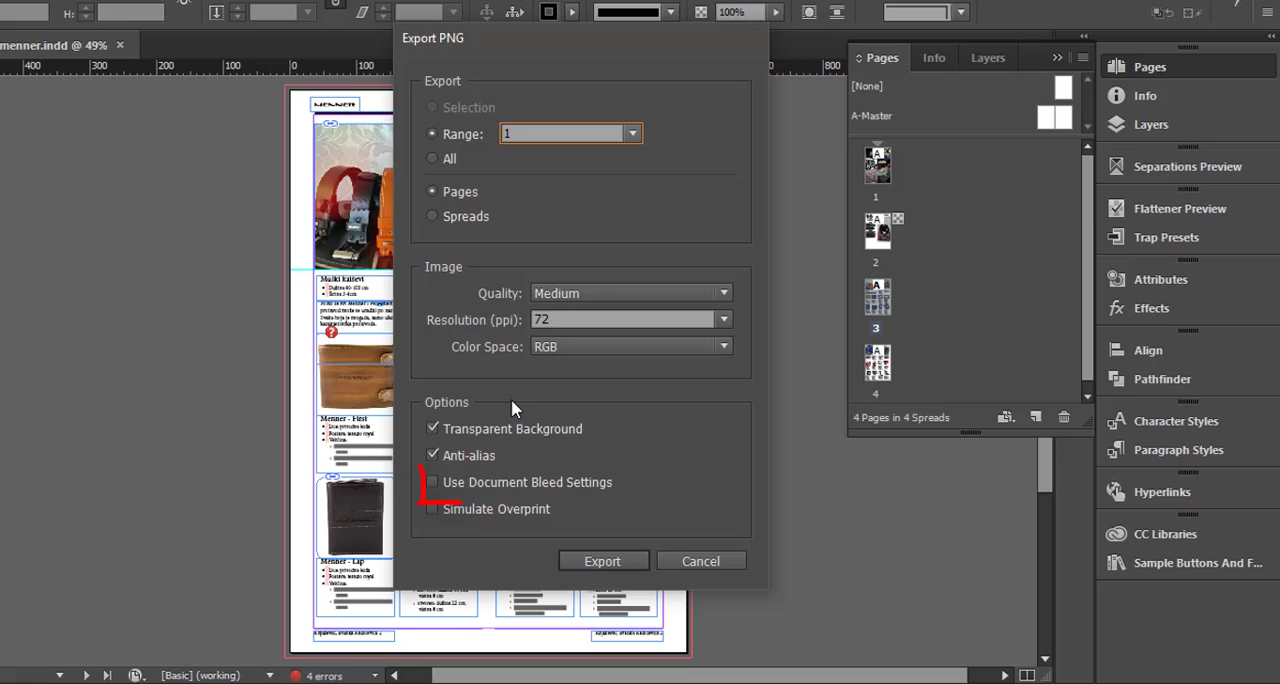 H:
100%
menner.indd @ 49%
400 300 200 100 0 100 800
Export PNG
Export
Selection
Range: 1
All
Pages
Spreads
Image
Quality: Medium
Resolution (ppi): 72
Color Space: RGB
Options
Transparent Background
Anti-alias
Use Document Bleed Settings
Simulate Overprint
Export Cancel
MENNER
Muški kaiševi
Menner - First
Menner - Lap
Pages Info Layers
[None]
A-Master
A
1
A
2
3
A
4
4 Pages in 4 Spreads
Pages
Info
Layers
Separations Preview
Flattener Preview
Trap Presets
Attributes
Effects
Align
Pathfinder
Character Styles
Paragraph Styles
Hyperlinks
CC Libraries
Sample Buttons And F...
[Basic] (working)
4 errors